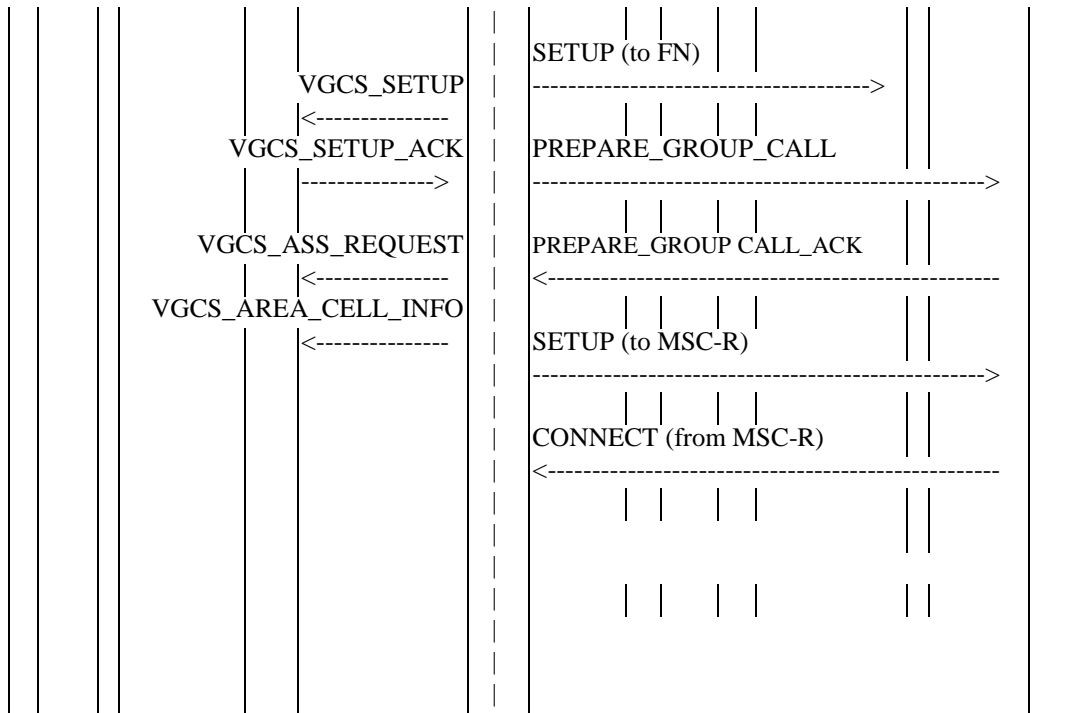 SETUP (to FN)
VGCS_SETUP
VGCS_SETUP_ACK
PREPARE_GROUP_CALL
VGCS_ASS_REQUEST
PREPARE_GROUP CALL_ACK
VGCS_AREA_CELL_INFO
SETUP (to MSC-R)
CONNECT (from MSC-R)